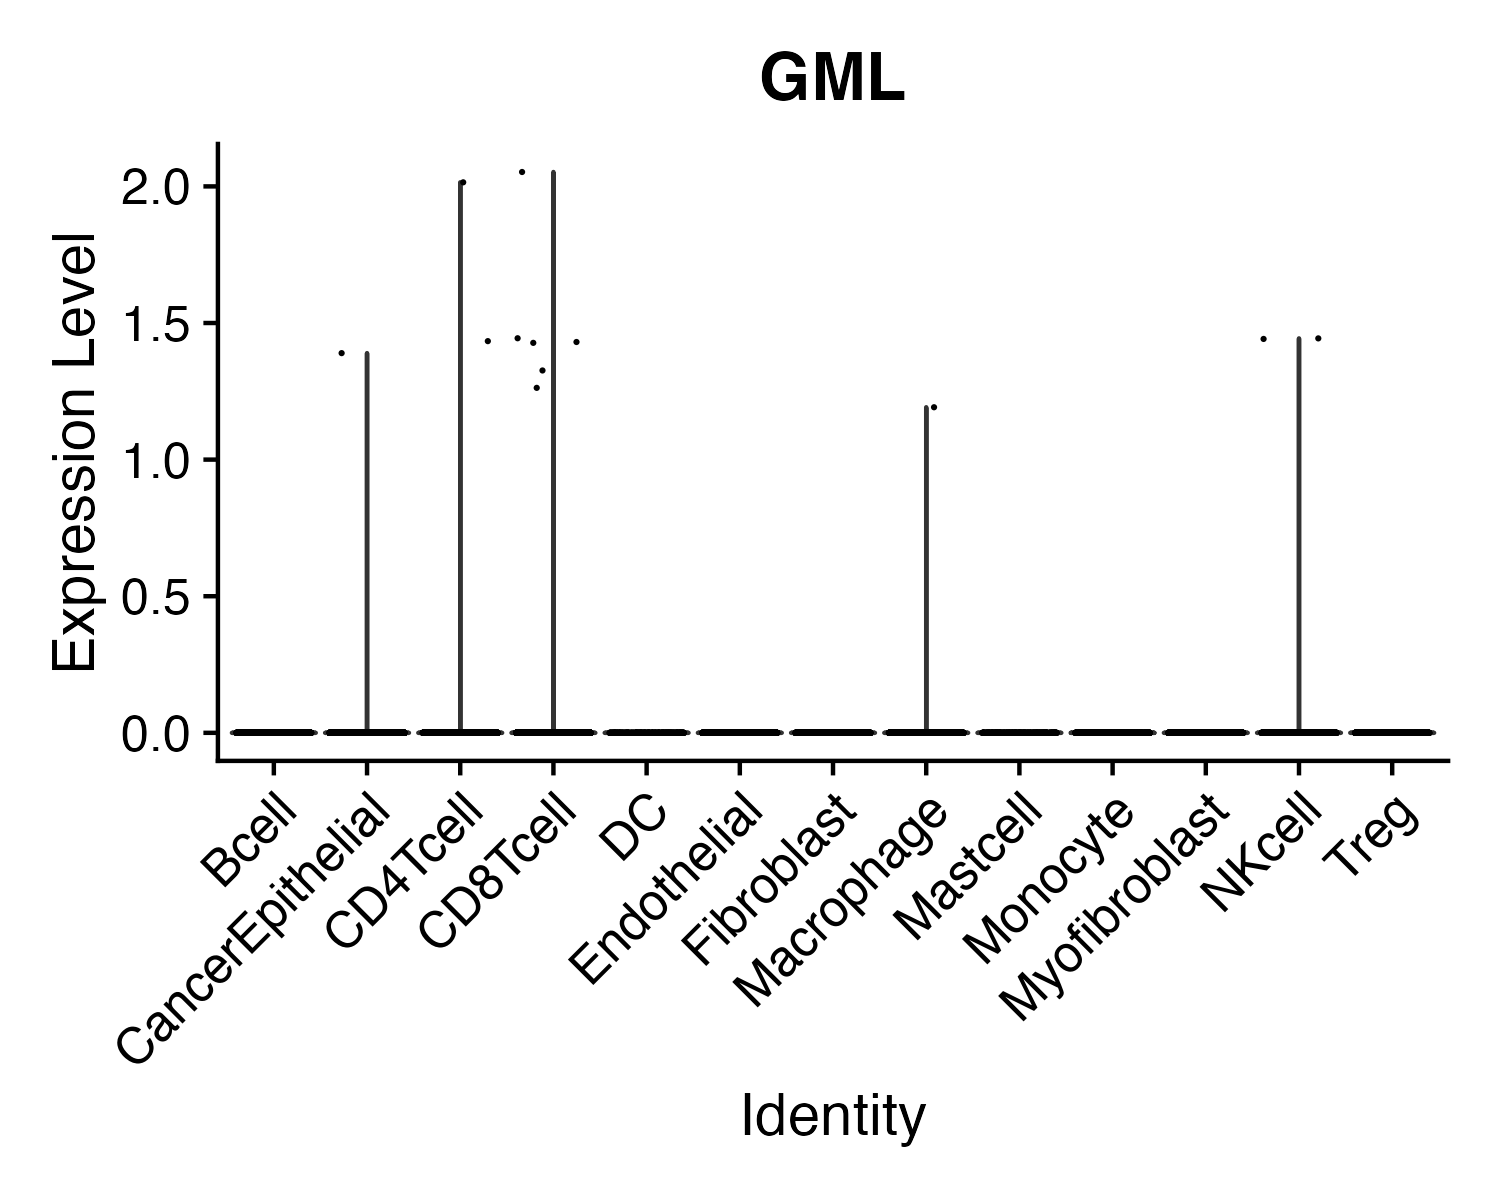 GML
Expression Level
2.0
1.5
1.0
0.5
0.0
Bcell
CancerEpithelial
CD4Tcell
CD8Tcell
DC
Endothelial
Fibroblast
Macrophage
Mastcell
Monocyte
Myofibroblast
NKcell
Treg
Identity